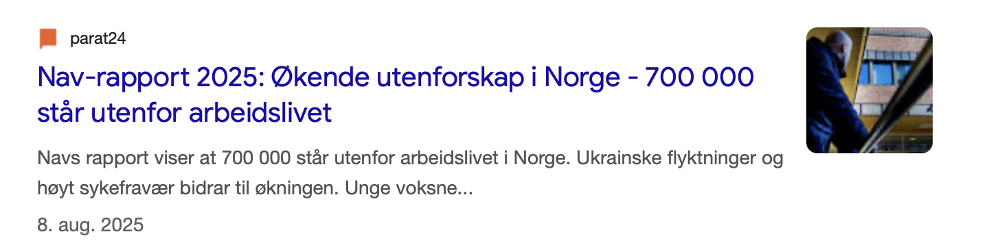 parat24
Nav-rapport 2025: Økende utenforskap i Norge - 700 000
står utenfor arbeidslivet
Navs rapport viser at 700 000 står utenfor arbeidslivet i Norge. Ukrainske flyktninger og
høyt sykefravær bidrar til økningen. Unge voksne...
8. aug. 2025